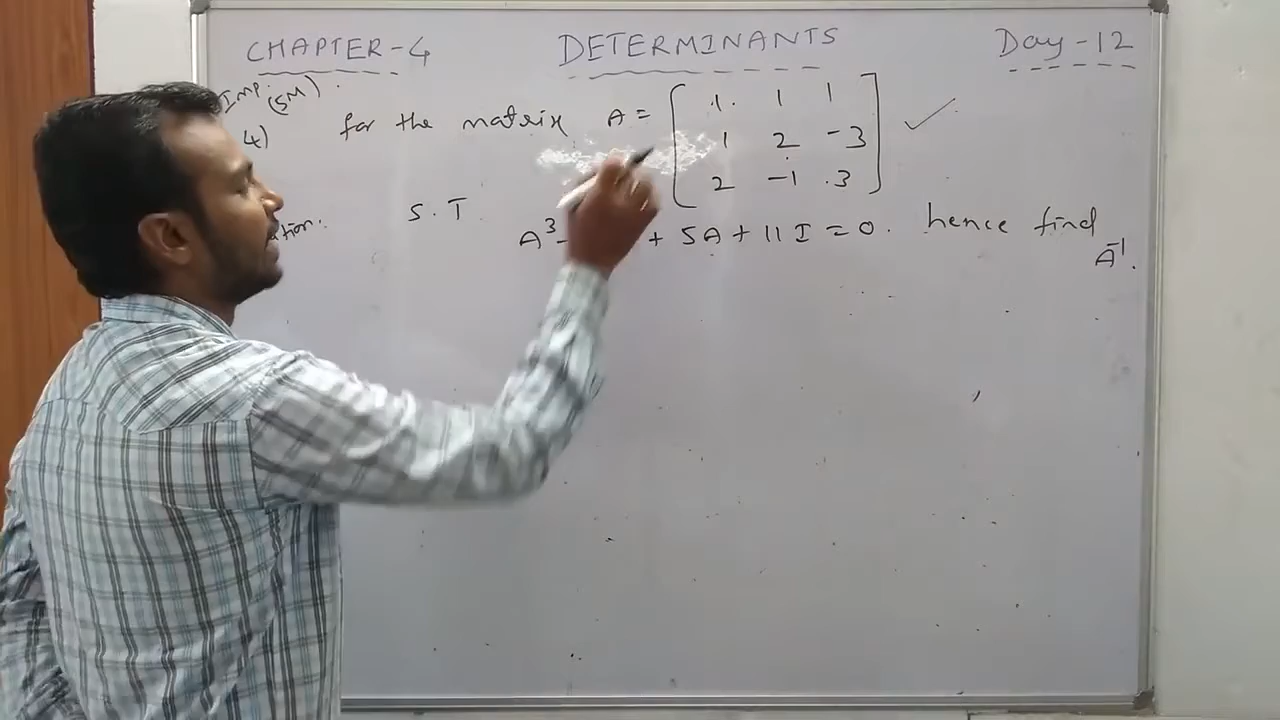 CHAPTER-4 DETERMINANTS Day-12
Imp. (5M).
4) for the matrix A = [ 1 1 1
1 2 -3
2 -1 3 ] ✓
S.T A³ - + 5A + 11 I = 0. hence find
A⁻¹.